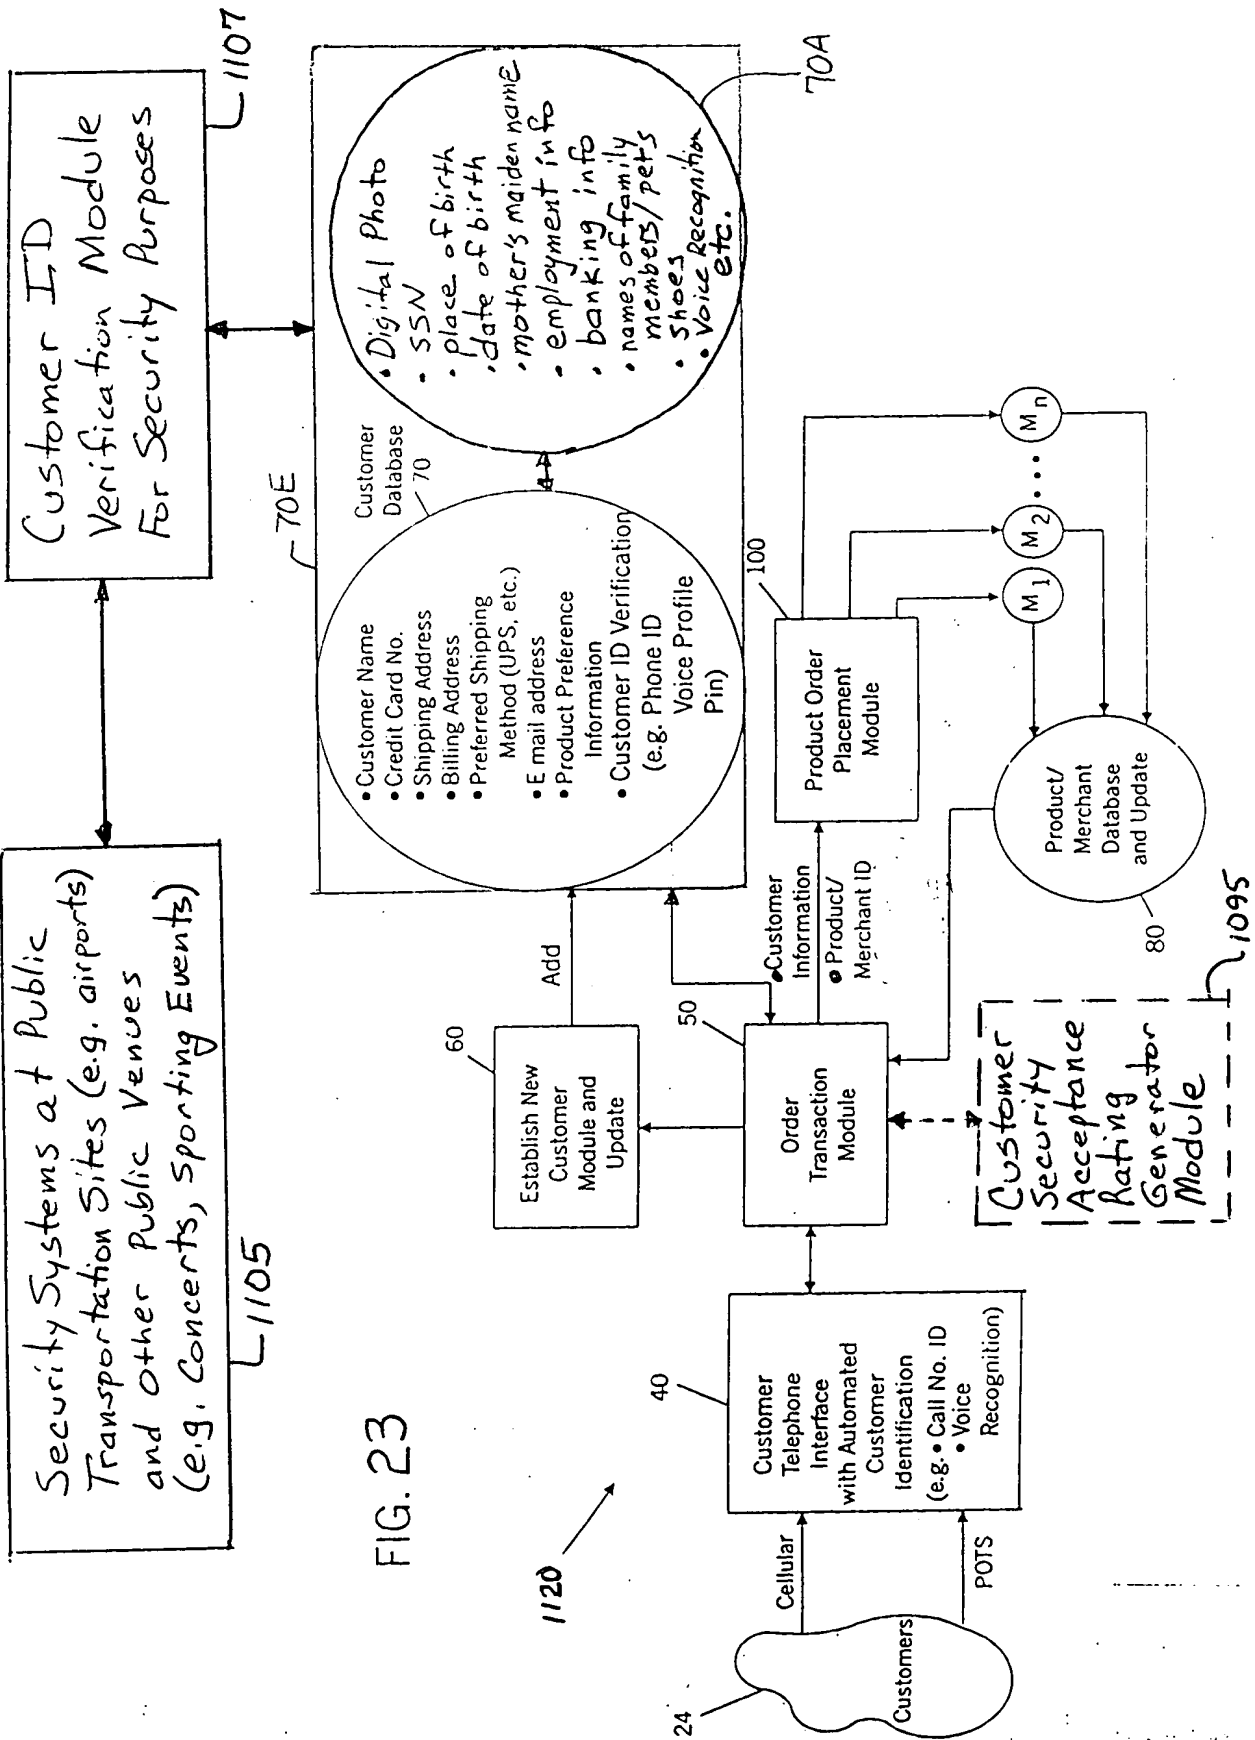 Security Systems at Public
Transportation Sites (e.g. airports)
and Other Public Venues
(e.g. Concerts, Sporting Events)
1105
Customer ID
Verification Module
For Security Purposes
1107
FIG. 23
1120
70E
Customer
Database
70
• Customer Name
• Credit Card No.
• Shipping Address
• Billing Address
• Preferred Shipping
Method (UPS, etc.)
• E mail address
• Product Preference
Information
• Customer ID Verification
(e.g. Phone ID
Voice Profile
Pin)
• Digital Photo
• SSN
• place of birth
• date of birth
• mother's maiden name
• employment info
• banking info
• names of family
members/pets
• Shoes
• Voice Recognition
etc.
70A
24
Customers
Cellular
POTS
40
Customer
Telephone
Interface
with Automated
Customer
Identification
(e.g. • Call No. ID
• Voice
Recognition)
60
Establish New
Customer
Module and
Update
Add
50
Order
Transaction
Module
• Customer
Information
• Product/
Merchant ID
100
Product Order
Placement
Module
M1
M2
• • • •
Mn
80
Product/
Merchant
Database
and Update
Customer
Security
Acceptance
Rating
Generator
Module
1095